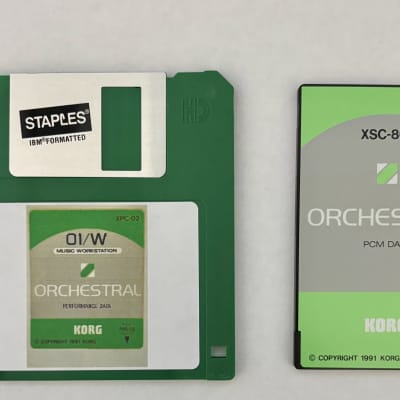 STAPLES
IBM® FORMATTED
HD
XPC-02
01/W
MUSIC WORKSTATION
ORCHESTRAL
PERFORMANCE DATA
KORG
© COPYRIGHT 1991 KORG
XSC-8
ORCHEST
PCM DA
KORG
© COPYRIGHT 1991 KORG